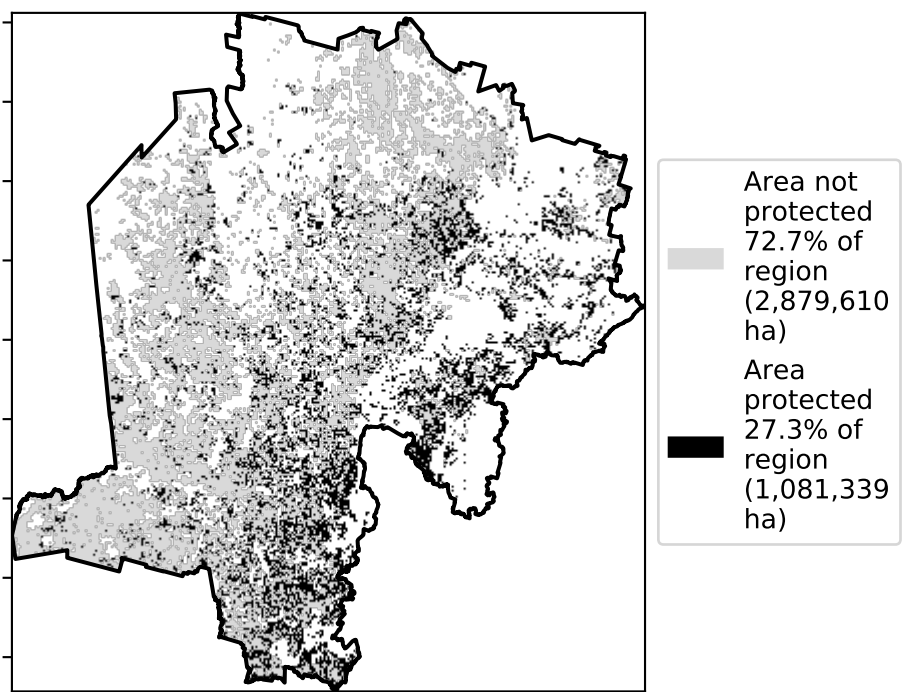 Area not
protected
72.7% of
region
(2,879,610
ha)
Area
protected
27.3% of
region
(1,081,339
ha)